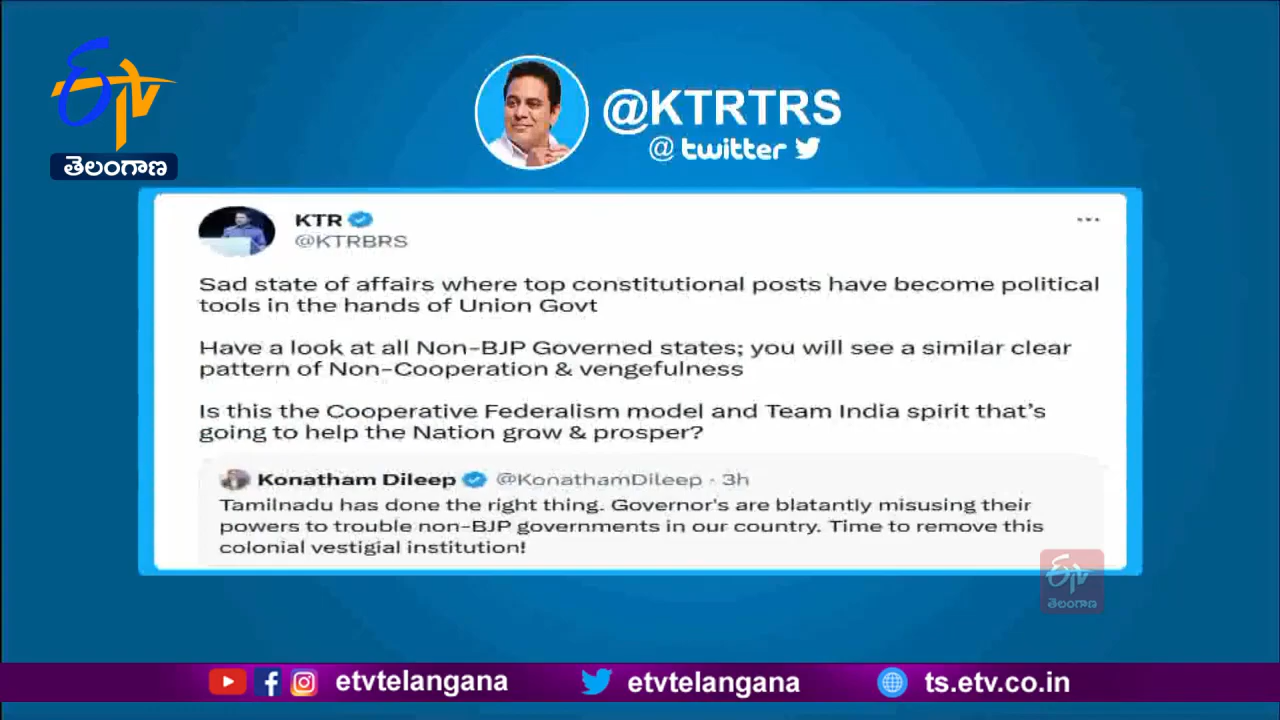 ETV
తెలంగాణ
@KTRTRS
@ twitter
KTR
@KTRBRS
Sad state of affairs where top constitutional posts have become political
tools in the hands of Union Govt
Have a look at all Non-BJP Governed states; you will see a similar clear
pattern of Non-Cooperation & vengefulness
Is this the Cooperative Federalism model and Team India spirit that's
going to help the Nation grow & prosper?
Konatham Dileep @KonathamDileep · 3h
Tamilnadu has done the right thing. Governor's are blatantly misusing their
powers to trouble non-BJP governments in our country. Time to remove this
colonial vestigial institution!
ETV
తెలంగాణ
etvtelangana etvtelangana ts.etv.co.in